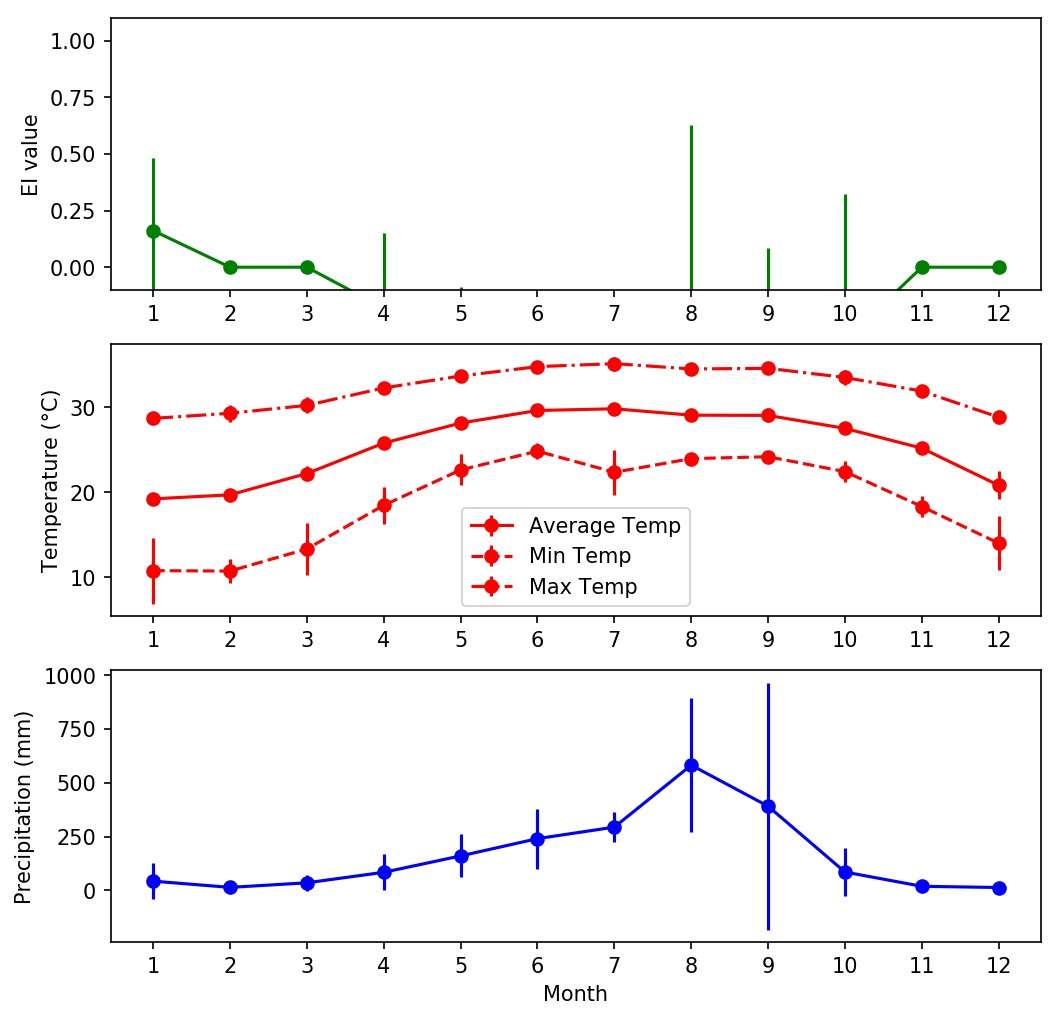 1.00
0.75
0.50
0.25
0.00
EI value
1 2 3 4 5 6 7 8 9 10 11 12
30
20
10
Temperature (°C)
Average Temp
Min Temp
Max Temp
1 2 3 4 5 6 7 8 9 10 11 12
1000
750
500
250
0
Precipitation (mm)
1 2 3 4 5 6 7 8 9 10 11 12
Month